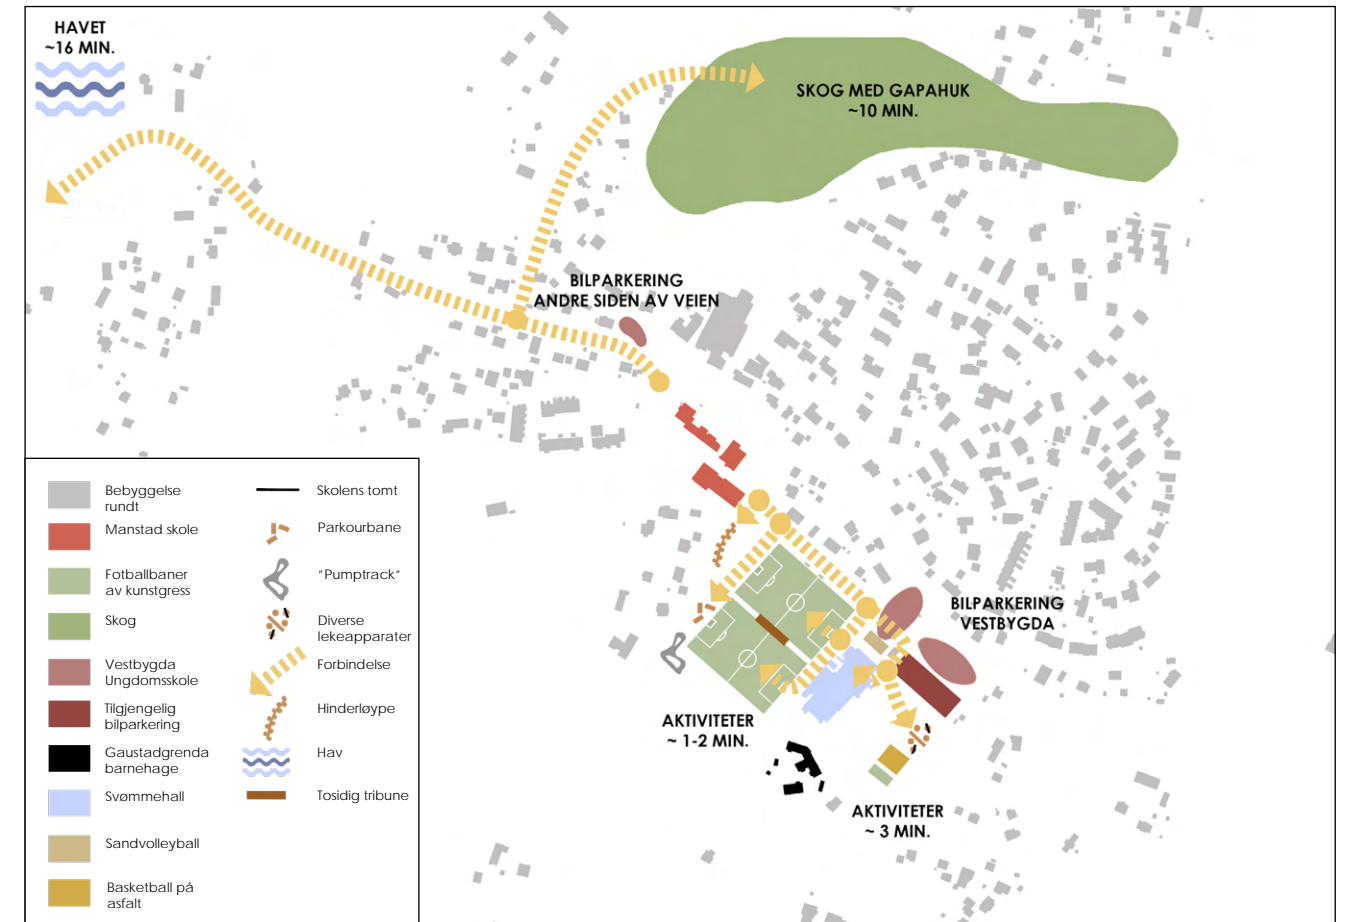 HAVET
~16 MIN.
SKOG MED GAPAHUK
~10 MIN.
BILPARKERING
ANDRE SIDEN AV VEIEN
BILPARKERING
VESTBYGDA
AKTIVITETER
~ 1-2 MIN.
AKTIVITETER
~ 3 MIN.
Bebyggelse
rundt
Manstad skole
Fotballbaner
av kunstgress
Skog
Vestbygda
Ungdomsskole
Tilgjengelig
bilparkering
Gaustadgrenda
barnehage
Svømmehall
Sandvolleyball
Basketball på
asfalt
Skolens tomt
Parkourbane
"Pumptrack"
Diverse
lekeapparater
Forbindelse
Hinderløype
Hav
Tosidig tribune